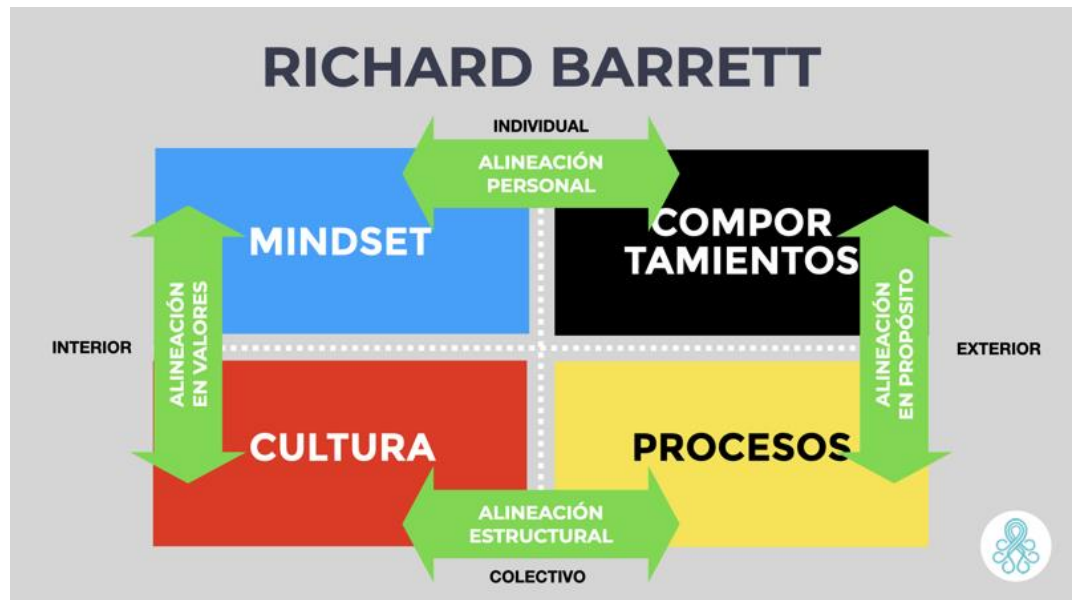 RICHARD BARRETT
INDIVIDUAL
ALINEACIÓN
PERSONAL
MINDSET
COMPOR
TAMIENTOS
INTERIOR
ALINEACIÓN
EN VALORES
ALINEACIÓN
EN PROPÓSITO
EXTERIOR
CULTURA
PROCESOS
ALINEACIÓN
ESTRUCTURAL
COLECTIVO